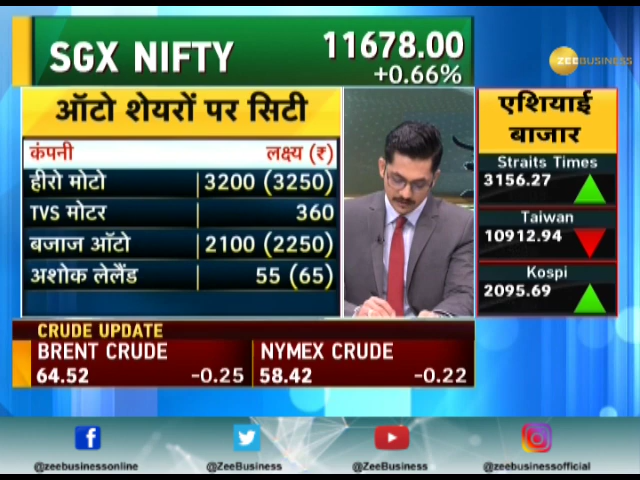 SGX NIFTY
11678.00
+0.66%
ZEEBUSINESS
ऑटो शेयरों पर सिटी
कंपनी लक्ष्य (₹)
हीरो मोटो 3200 (3250)
TVS मोटर 360
बजाज ऑटो 2100 (2250)
अशोक लेलैंड 55 (65)
एशियाई
बाजार
Straits Times
3156.27
Taiwan
10912.94
Kospi
2095.69
CRUDE UPDATE
BRENT CRUDE
64.52 -0.25
NYMEX CRUDE
58.42 -0.22
@zeebusinessonline @ZeeBusiness @ZeeBusiness @zeebusinessofficial